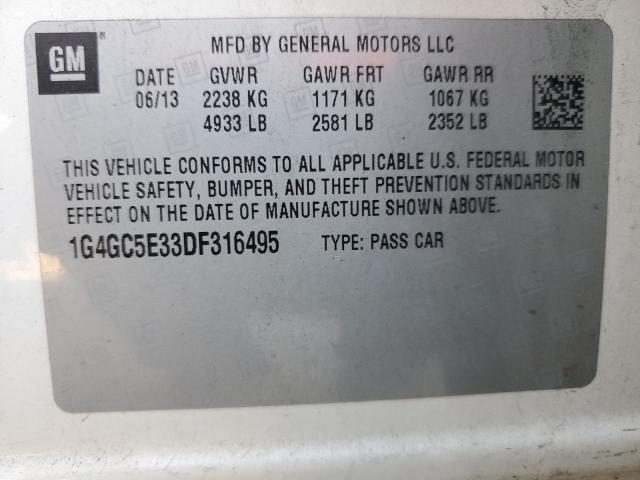 GM ® MFD BY GENERAL MOTORS LLC
DATE GVWR GAWR FRT GAWR RR
06/13 2238 KG 1171 KG 1067 KG
4933 LB 2581 LB 2352 LB
THIS VEHICLE CONFORMS TO ALL APPLICABLE U.S. FEDERAL MOTOR
VEHICLE SAFETY, BUMPER, AND THEFT PREVENTION STANDARDS IN
EFFECT ON THE DATE OF MANUFACTURE SHOWN ABOVE.
1G4GC5E33DF316495 TYPE: PASS CAR